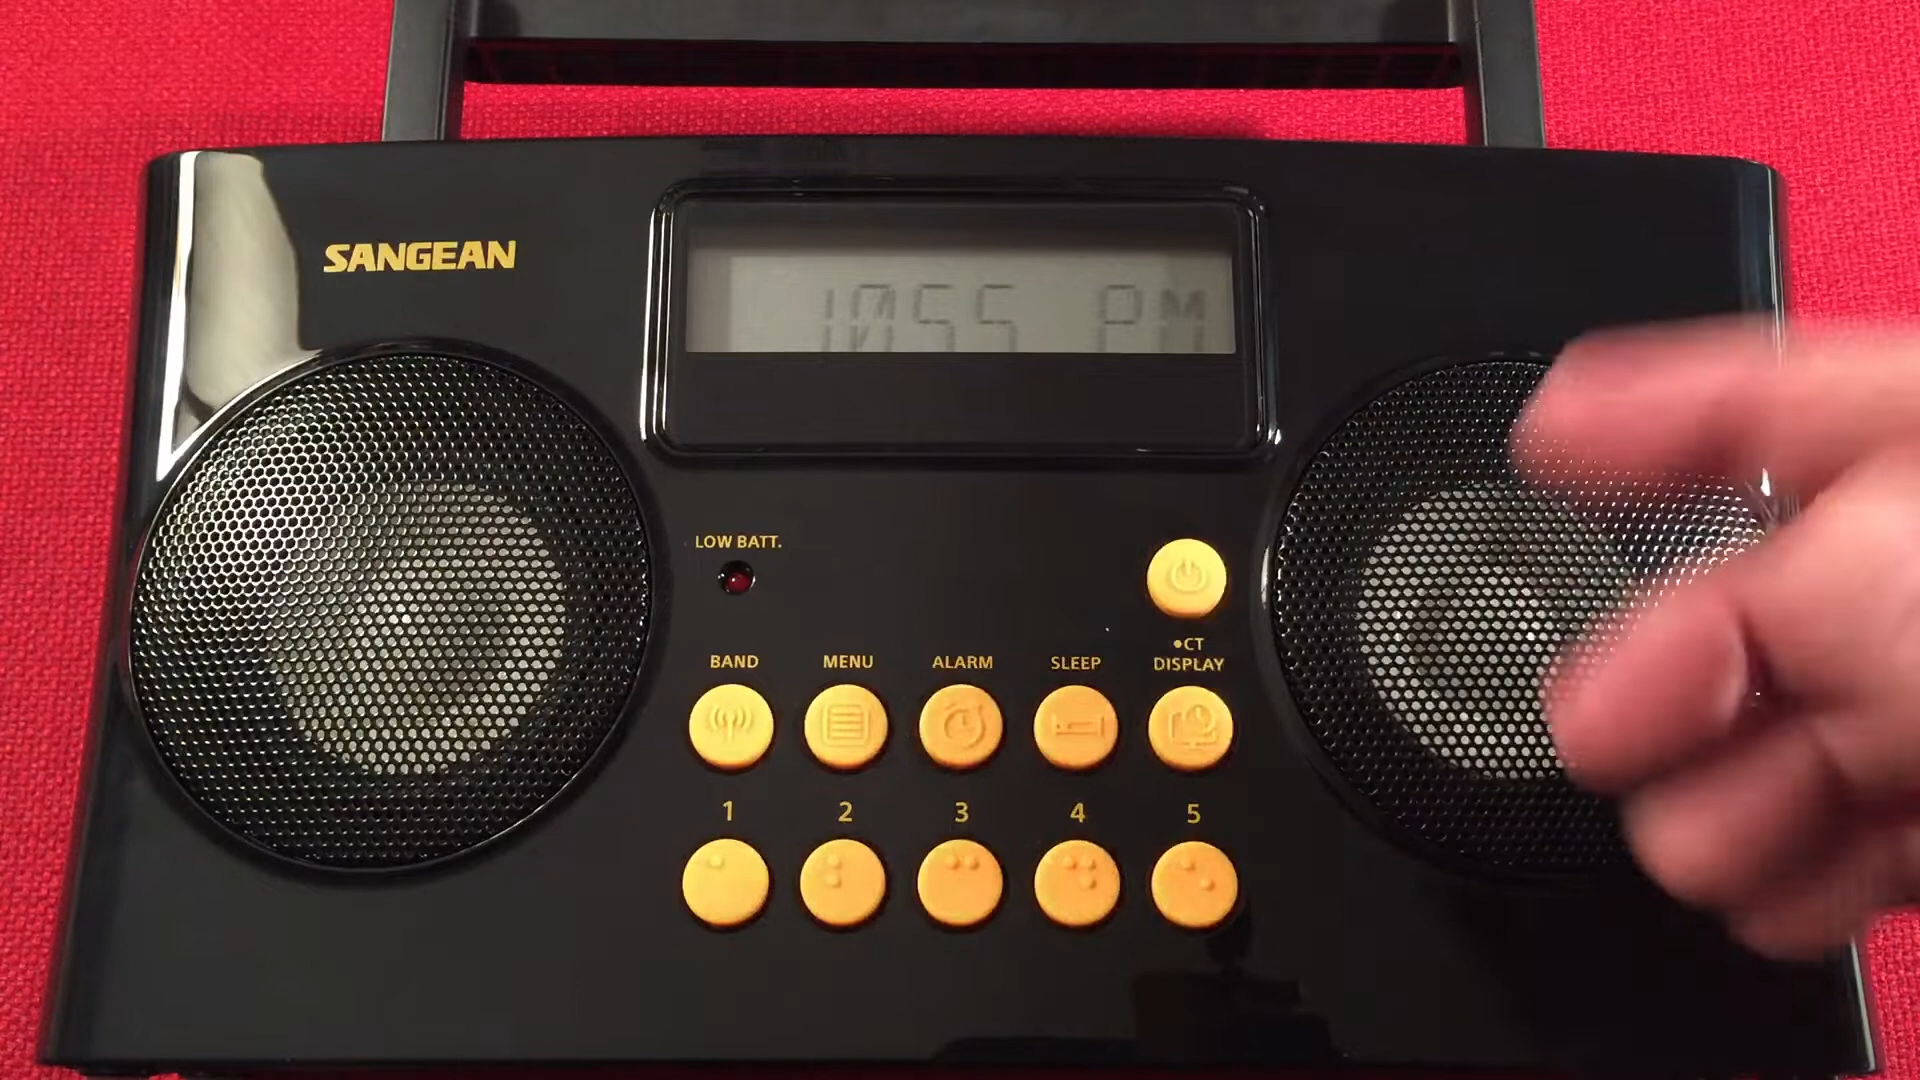 SANGEAN
1055 PM
LOW BATT.
•CT
BAND MENU ALARM SLEEP DISPLAY
1 2 3 4 5